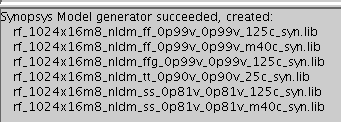 Synopsys Model generator succeeded, created:
rf_1024x16m8_nldm_ff_0p99v_0p99v_125c_syn.lib
rf_1024x16m8_nldm_ff_0p99v_0p99v_m40c_syn.lib
rf_1024x16m8_nldm_ffg_0p99v_0p99v_125c_syn.lib
rf_1024x16m8_nldm_tt_0p90v_0p90v_25c_syn.lib
rf_1024x16m8_nldm_ss_0p81v_0p81v_125c_syn.lib
rf_1024x16m8_nldm_ss_0p81v_0p81v_m40c_syn.lib